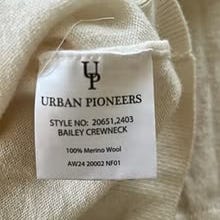 UP
URBAN PIONEERS
STYLE NO: 20651,2403
BAILEY CREWNECK
100% Merino Wool
AW24 20002 NF01